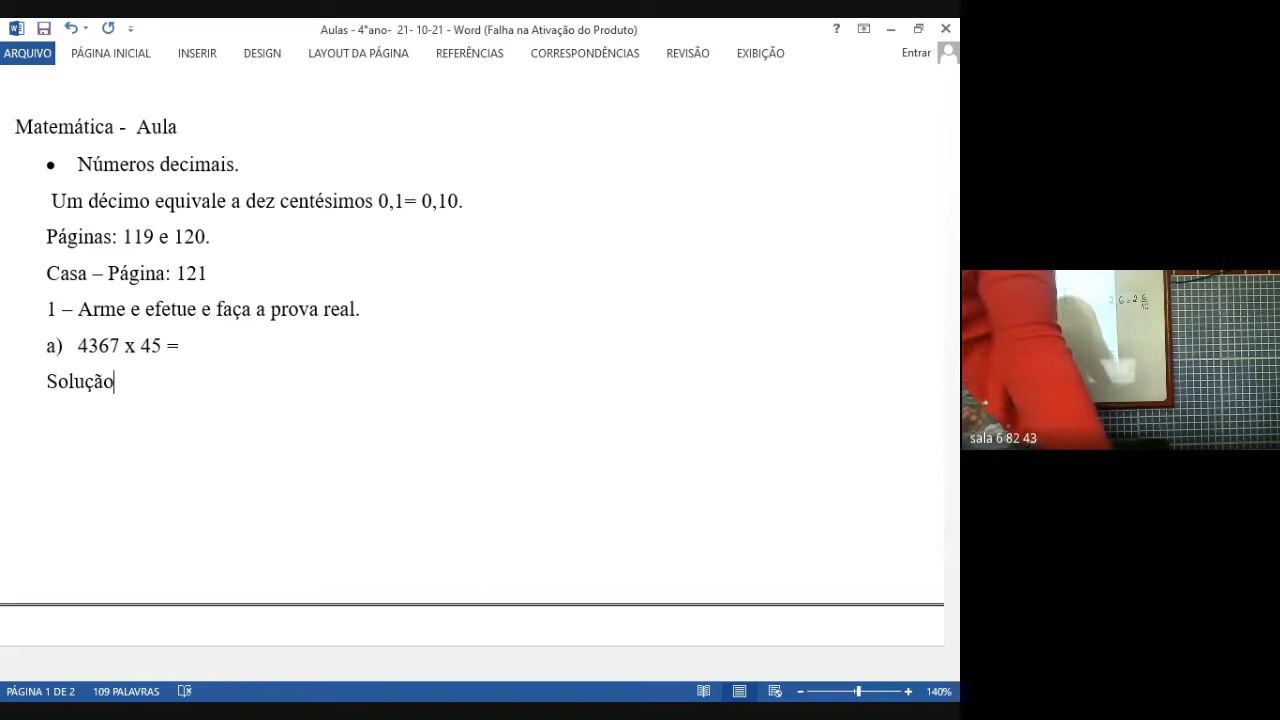 Aulas - 4°ano- 21- 10-21 - Word (Falha na Ativação do Produto)
ARQUIVO PÁGINA INICIAL INSERIR DESIGN LAYOUT DA PÁGINA REFERÊNCIAS CORRESPONDÊNCIAS REVISÃO EXIBIÇÃO Entrar
Matemática - Aula
• Números decimais.
Um décimo equivale a dez centésimos 0,1= 0,10.
Páginas: 119 e 120.
Casa – Página: 121
1 – Arme e efetue e faça a prova real.
a) 4367 x 45 =
Solução
sala 6 82 43
PÁGINA 1 DE 2 109 PALAVRAS 140%